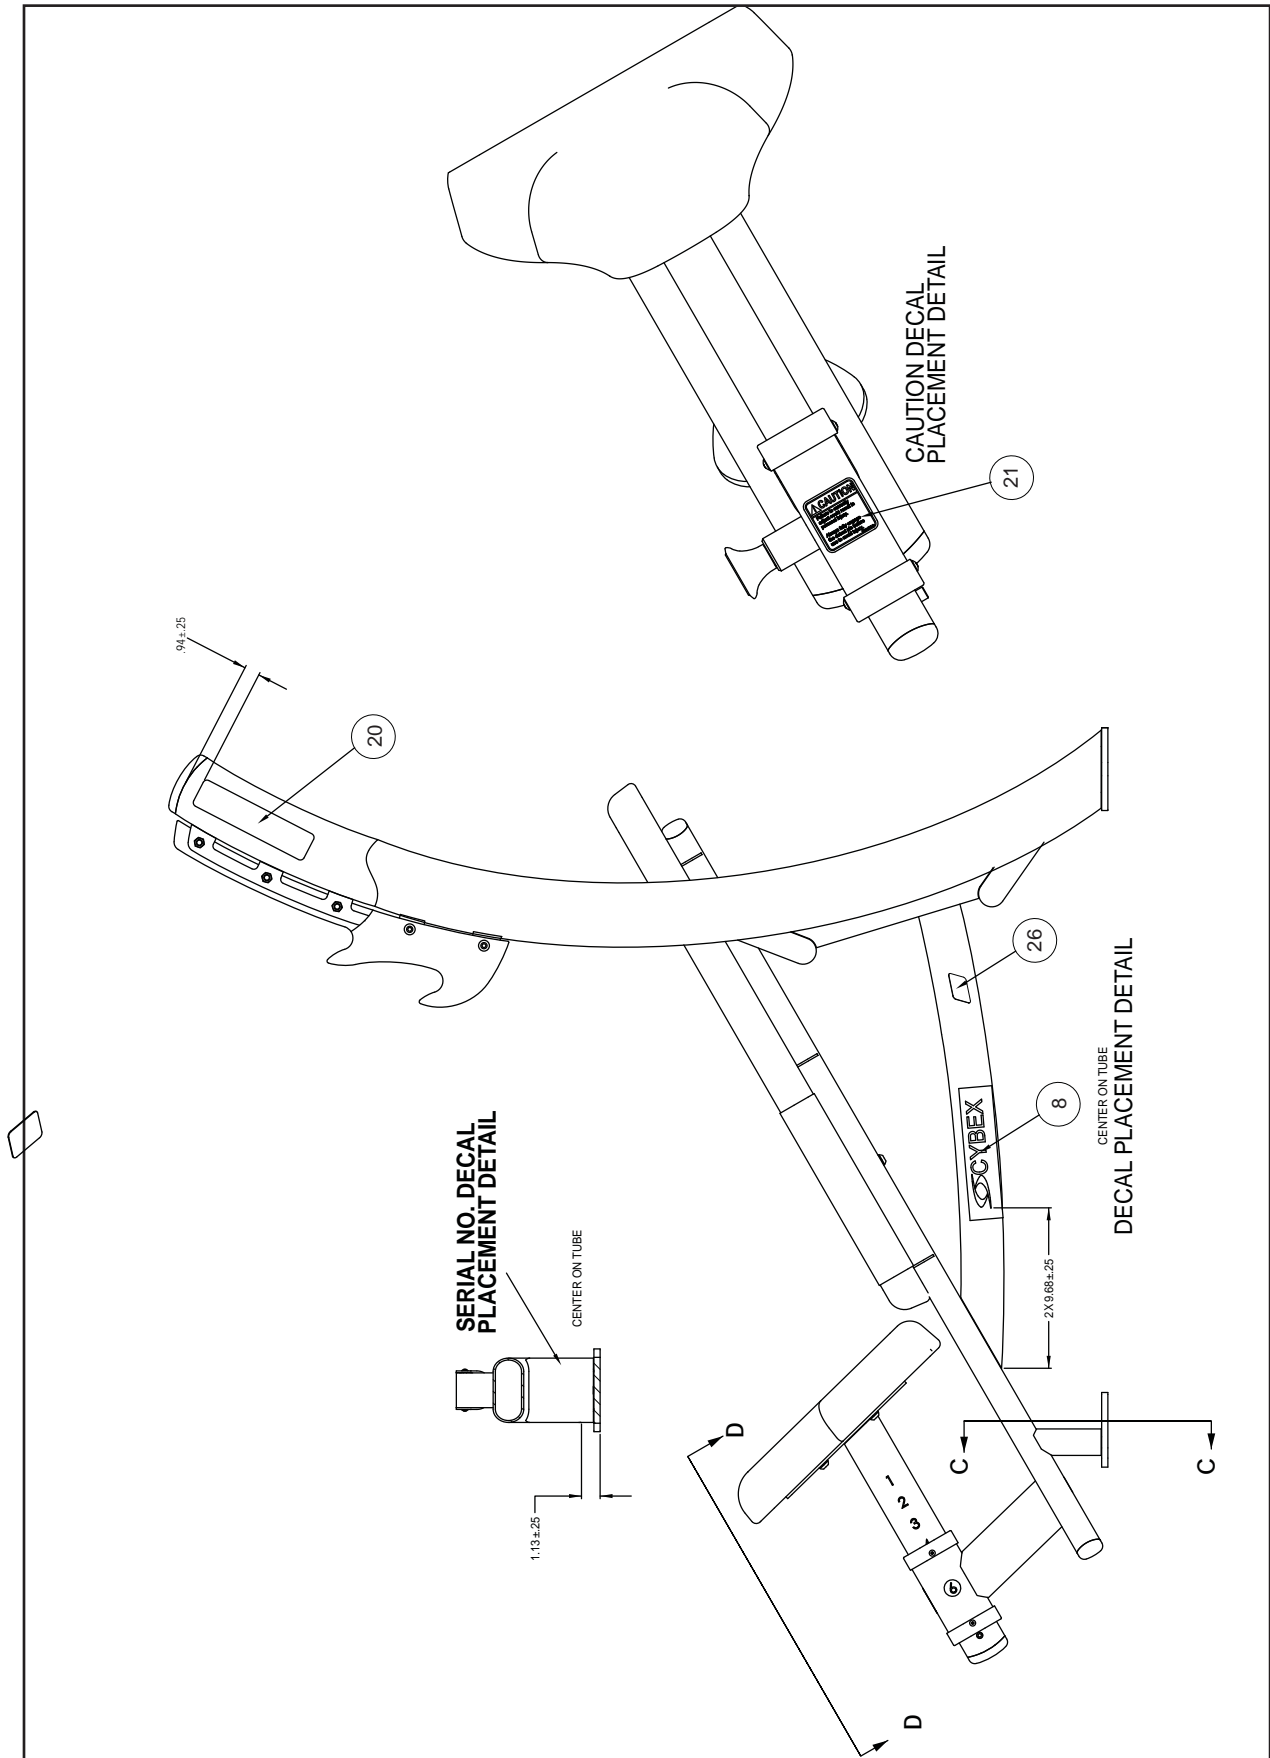 .94±.25
20
CAUTION DECAL
PLACEMENT DETAIL
21
CAUTION
SERIAL NO. DECAL
PLACEMENT DETAIL
CENTER ON TUBE
1.13±.25
26
8
CYBEX
CENTER ON TUBE
DECAL PLACEMENT DETAIL
2X 9.68±.25
1
2
3
D
D
C
C